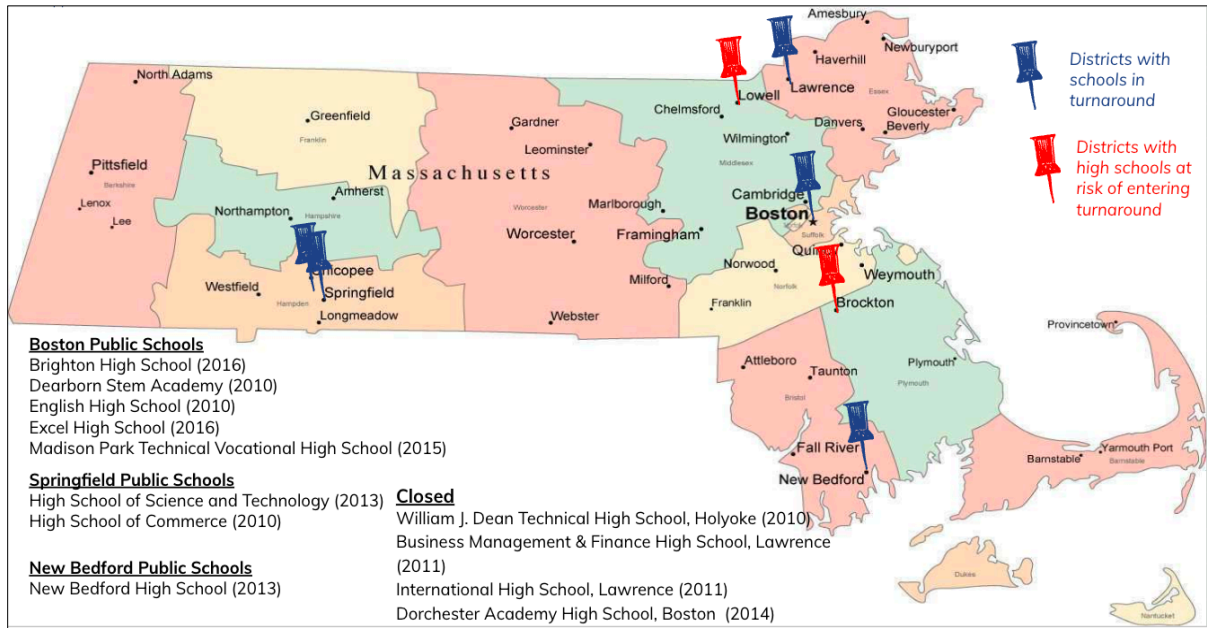 Amesbury
Newburyport
Haverhill
Lawrence
Essex
Lowell
Gloucester
Beverly
Danvers
Chelmsford
Wilmington
Middlesex
North Adams
Greenfield
Franklin
Gardner
Leominster
Massachusetts
Pittsfield
Berkshire
Lenox
Lee
Amherst
Northampton
Hampshire
Worcester
Worcester
Marlborough
Framingham
Cambridge
Boston
Suffolk
Norwood
Weymouth
Norfolk
Franklin
Milford
Brockton
Westfield
Hampden
Springfield
Longmeadow
Webster
Provincetown
Attleboro
Taunton
Bristol
Plymouth
Plymouth
Fall River
New Bedford
Barnstable
Yarmouth Port
Barnstable
Dukes
Nantucket
Districts with
schools in
turnaround
Districts with
high schools at
risk of entering
turnaround
Boston Public Schools
Brighton High School (2016)
Dearborn Stem Academy (2010)
English High School (2010)
Excel High School (2016)
Madison Park Technical Vocational High School (2015)
Springfield Public Schools
High School of Science and Technology (2013)
High School of Commerce (2010)
New Bedford Public Schools
New Bedford High School (2013)
Closed
William J. Dean Technical High School, Holyoke (2010)
Business Management & Finance High School, Lawrence
(2011)
International High School, Lawrence (2011)
Dorchester Academy High School, Boston (2014)